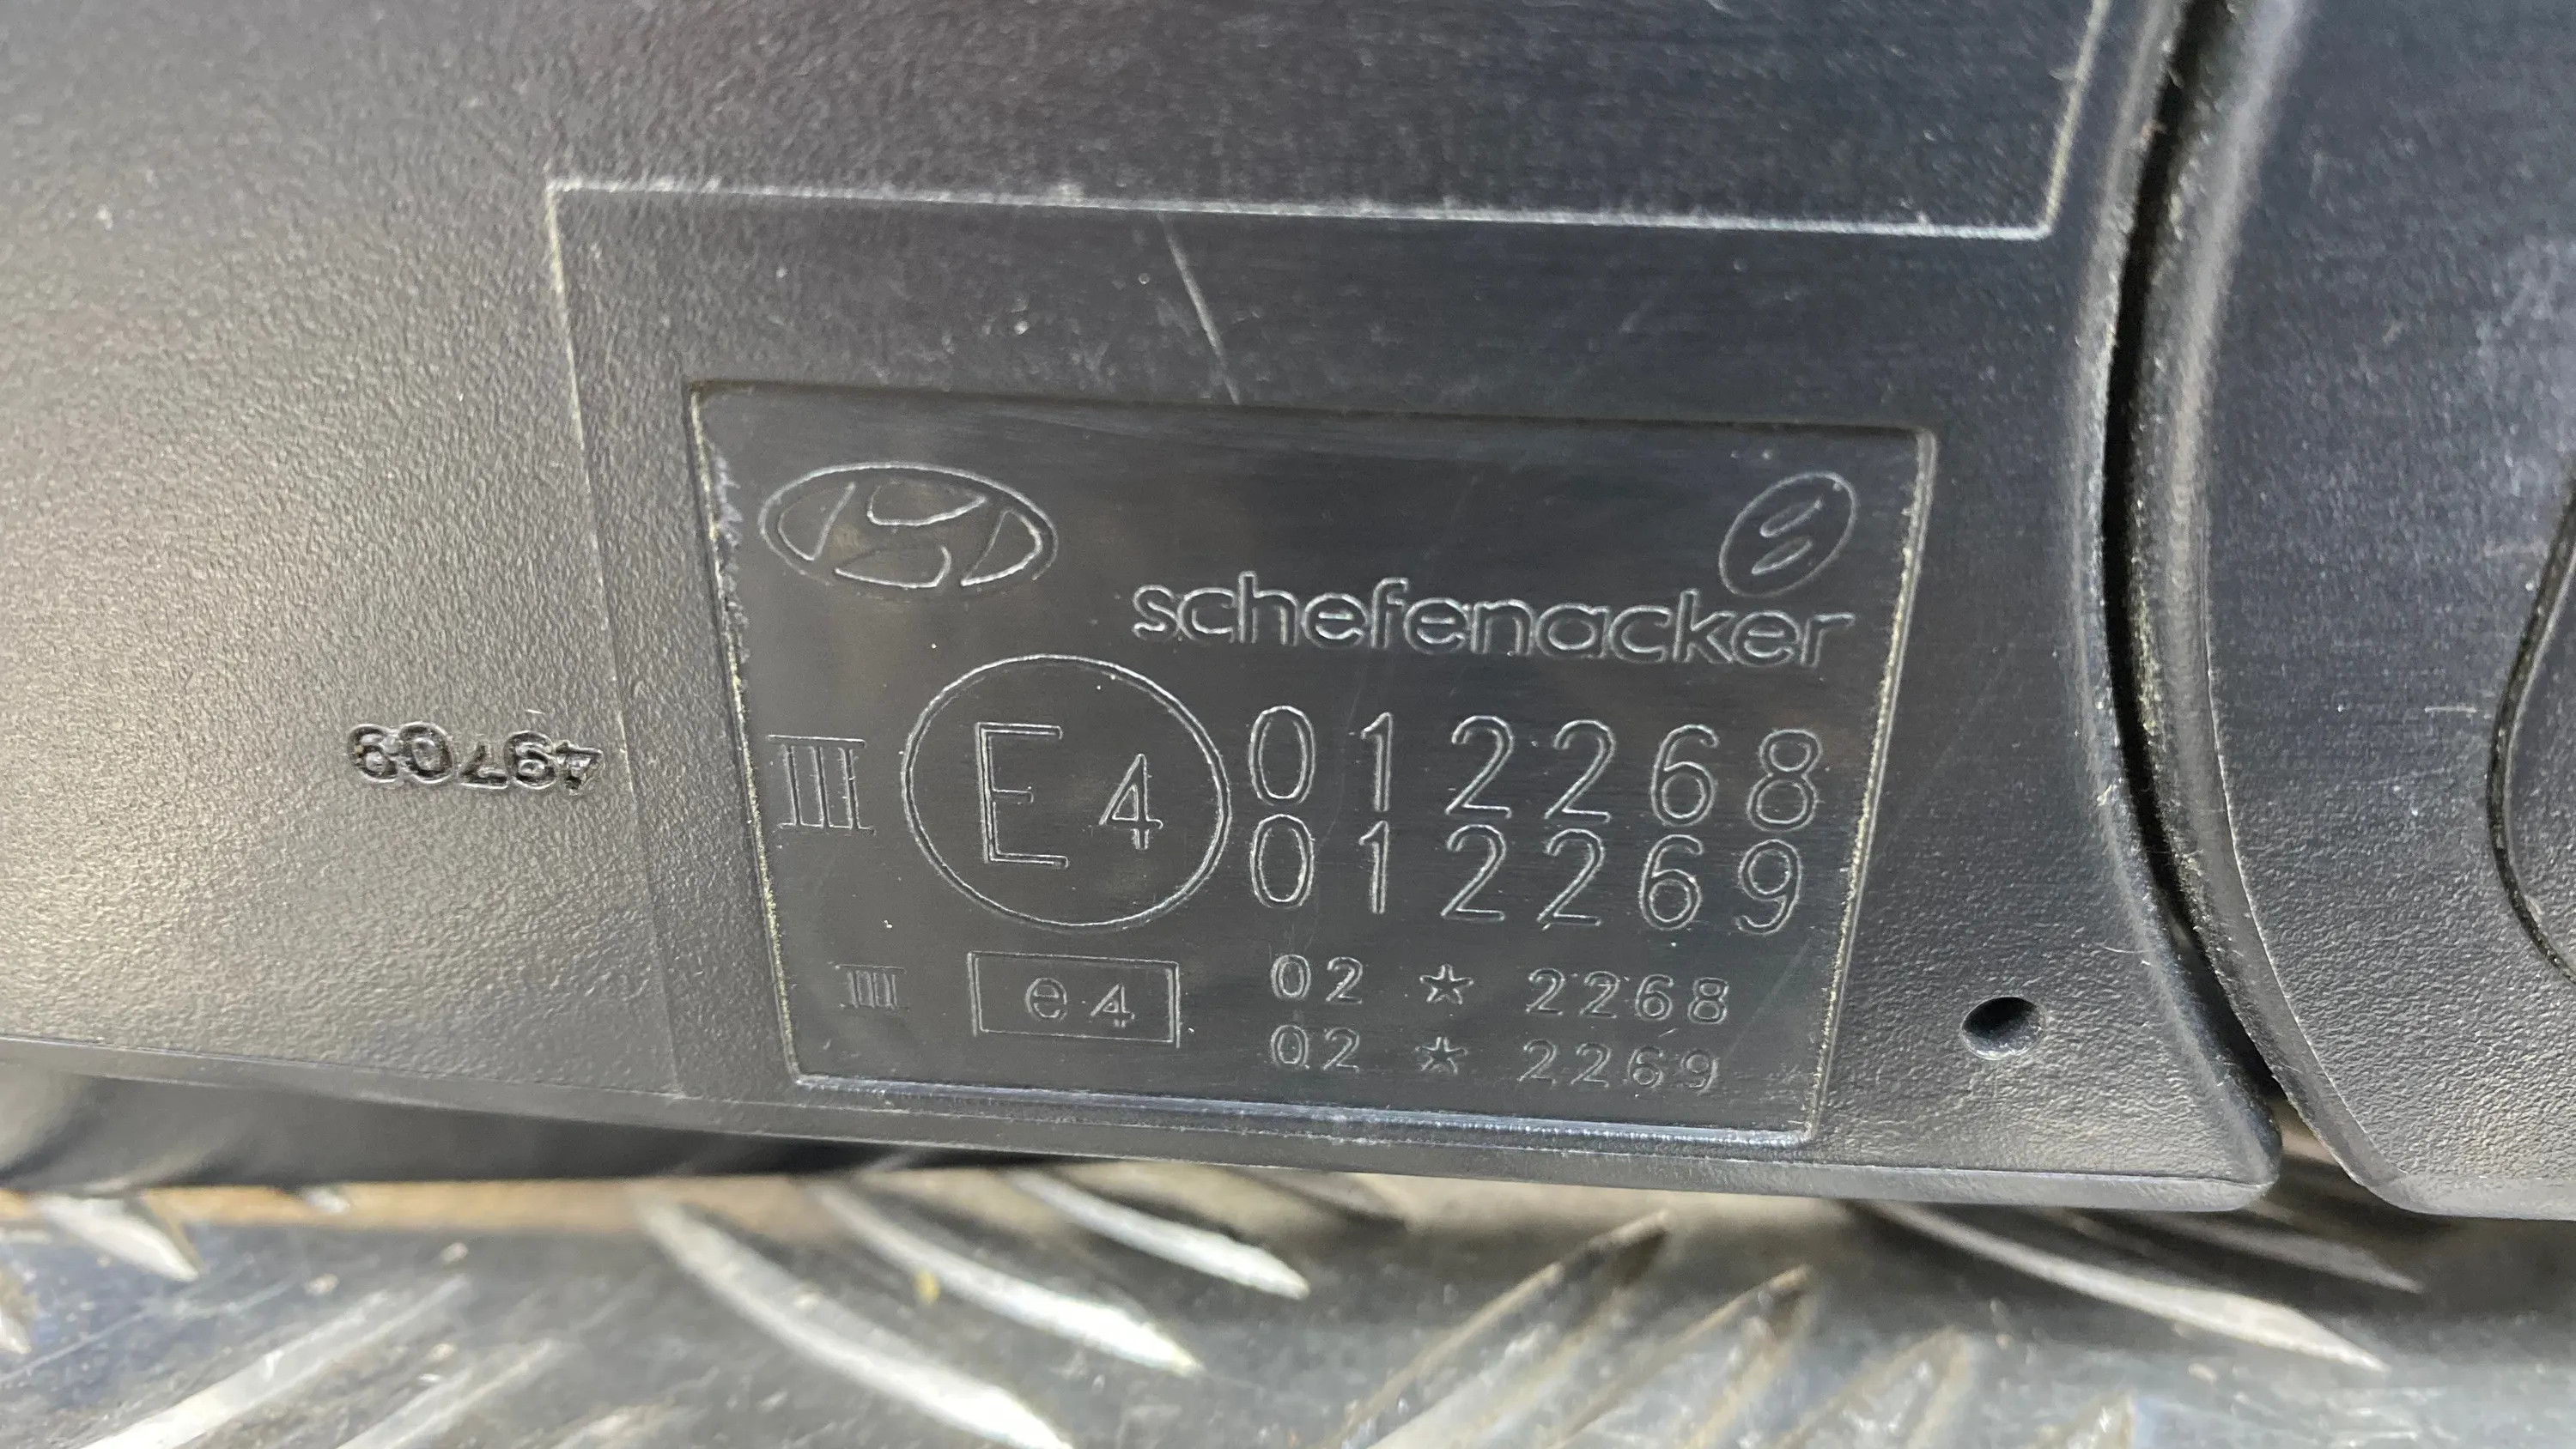 schefenacker
III E4 012268
012269
III e4 02 ☆ 2268
02 ☆ 2269
49709